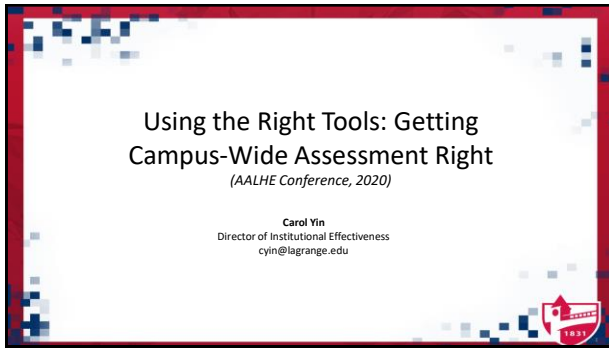 Using the Right Tools: Getting
Campus-Wide Assessment Right
(AALHE Conference, 2020)
Carol Yin
Director of Institutional Effectiveness
cyin@lagrange.edu
1831